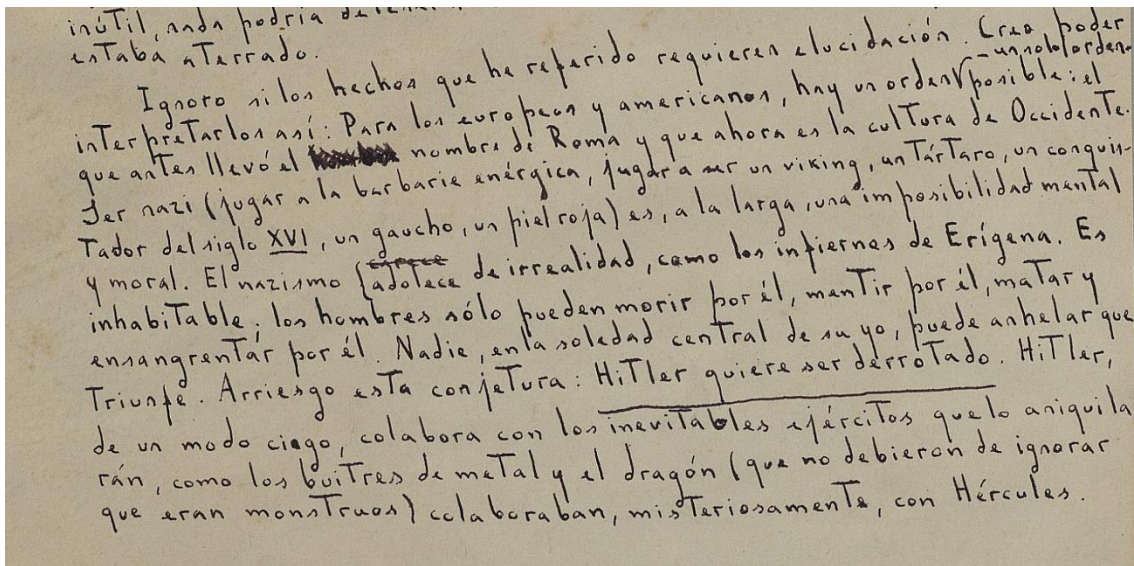 inútil, nada podría
estaba aterrado.
Ignoro si los hechos que he referido requieren elucidación. Creo poder
interpretarlos así: Para los europeos y americanos, hay un orden -un solo orden- posible: el
que antes llevó el nombre de Roma y que ahora es la cultura de Occidente.
Ser nazi (jugar a la barbarie enérgica, jugar a ser un viking, un tártaro, un conquis-
tador del siglo XVI, un gaucho, un piel roja) es, a la larga, una imposibilidad mental
y moral. El nazismo adolece de irrealidad, como los infiernos de Erígena. Es
inhabitable; los hombres sólo pueden morir por él, mentir por él, matar y
ensangrentar por él. Nadie, en la soledad central de su yo, puede anhelar que
triunfe. Arriesgo esta conjetura: Hitler quiere ser derrotado. Hitler,
de un modo ciego, colabora con los inevitables ejércitos que lo aniquila
rán, como los buitres de metal y el dragón (que no debieron de ignorar
que eran monstruos) colaboraban, misteriosamente, con Hércules.